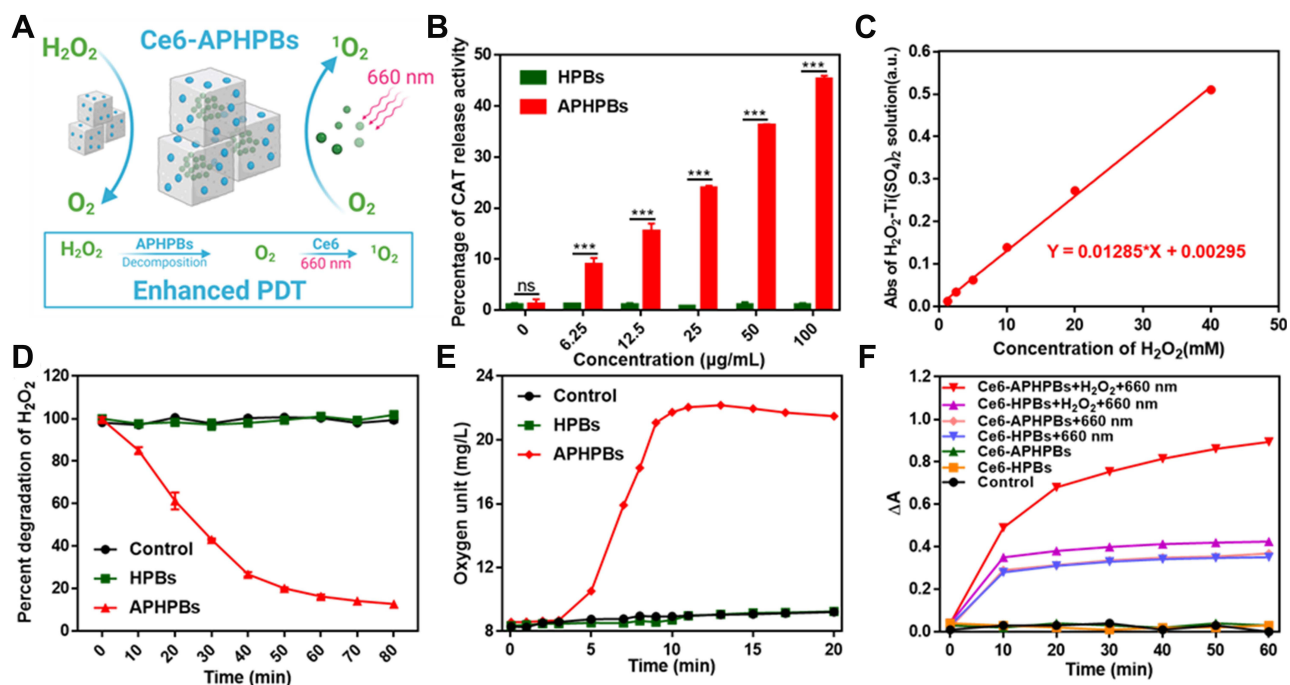 A
H₂O₂
Ce6-APHPBs
¹O₂
660 nm
O₂
O₂
H₂O₂
APHPBs
Decomposition
O₂
Ce6
660 nm
¹O₂
Enhanced PDT
B
Percentage of CAT release activity
50
40
30
20
10
0
HPBs
APHPBs
ns
***
***
***
***
***
0
6.25
12.5
25
50
100
Concentration (µg/mL)
C
Abs of H₂O₂-Ti(SO₄)₂ solution(a.u.)
0.6
0.5
0.4
0.3
0.2
0.1
0.0
Y = 0.01285*X + 0.00295
0
10
20
30
40
50
Concentration of H₂O₂(mM)
D
Percent degradation of H₂O₂
120
100
80
60
40
20
0
Control
HPBs
APHPBs
0
10
20
30
40
50
60
70
80
Time (min)
E
Oxygen unit (mg/L)
24
20
16
12
8
Control
HPBs
APHPBs
0
5
10
15
20
Time (min)
F
ΔA
1.2
1.0
0.8
0.6
0.4
0.2
0.0
Ce6-APHPBs+H₂O₂+660 nm
Ce6-HPBs+H₂O₂+660 nm
Ce6-APHPBs+660 nm
Ce6-HPBs+660 nm
Ce6-APHPBs
Ce6-HPBs
Control
0
10
20
30
40
50
60
Time (min)